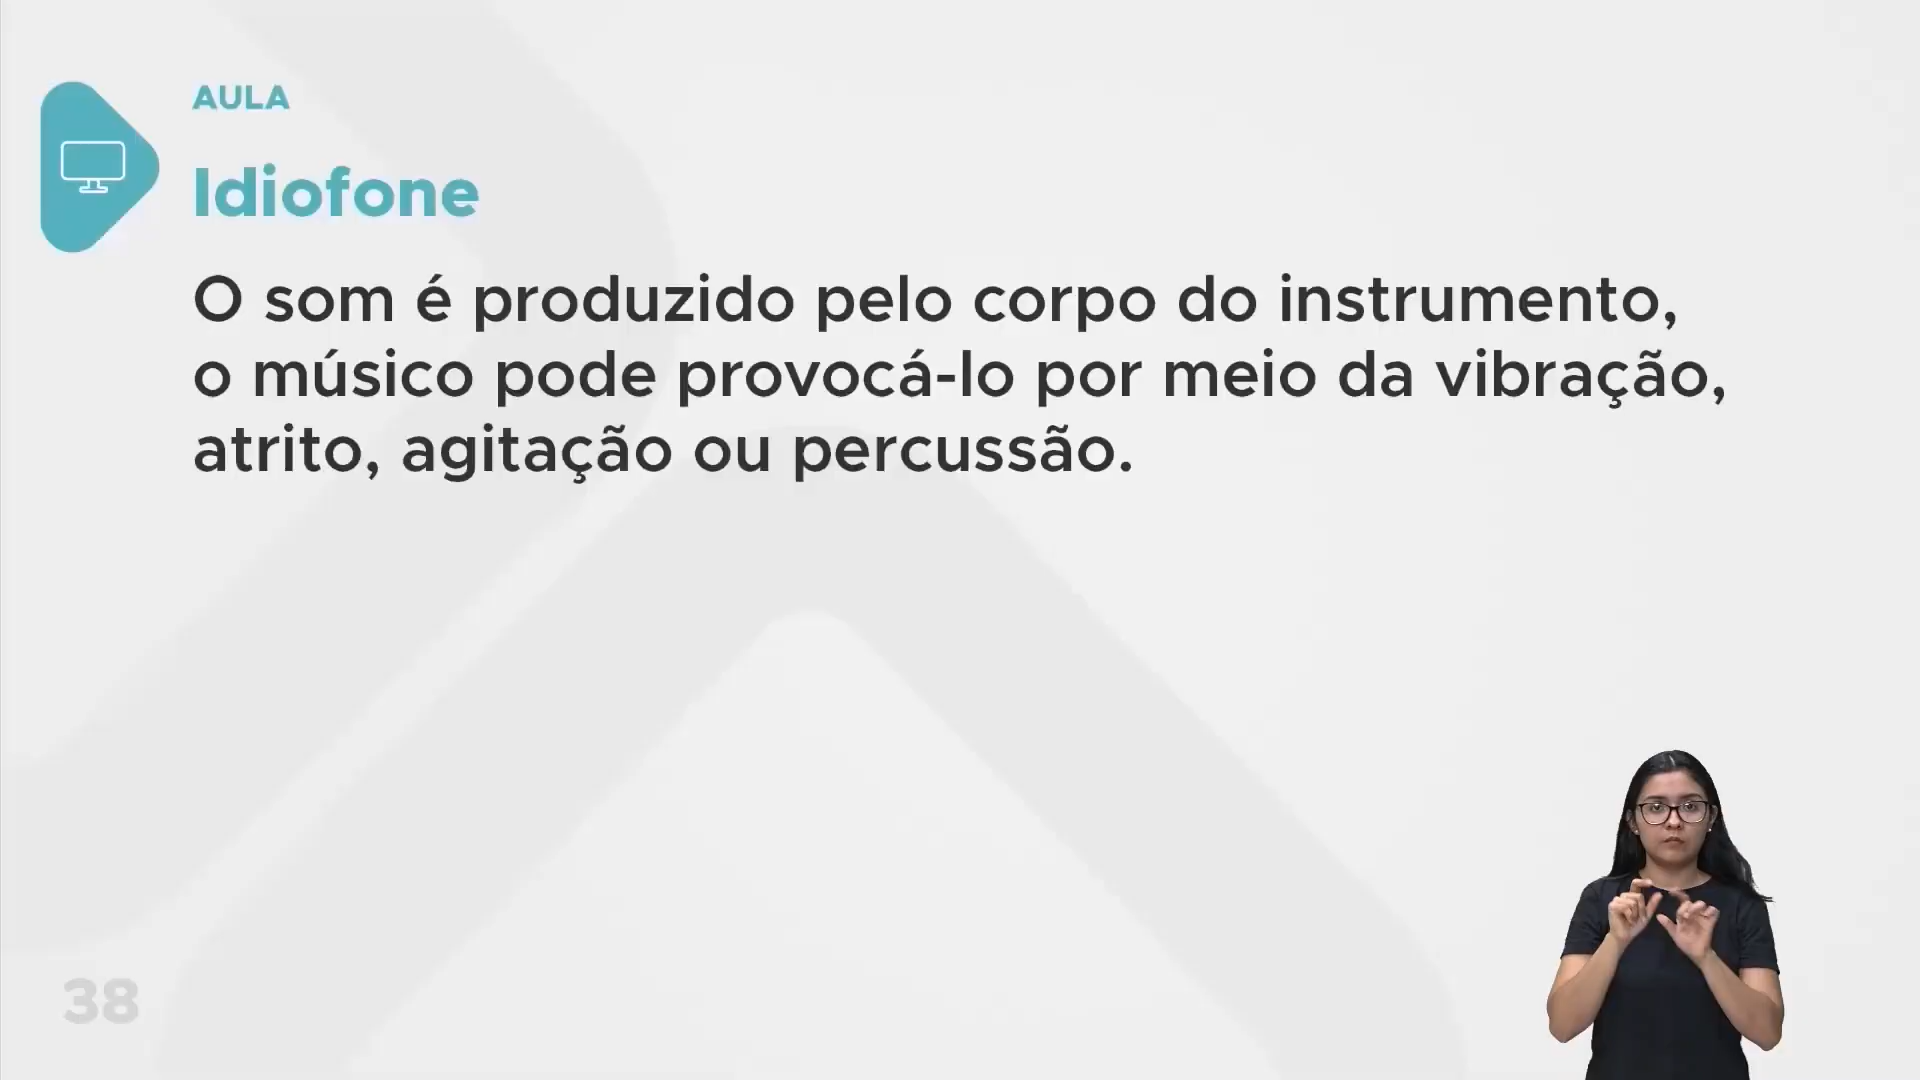 AULA
Idiofone
O som é produzido pelo corpo do instrumento,
o músico pode provocá-lo por meio da vibração,
atrito, agitação ou percussão.
38